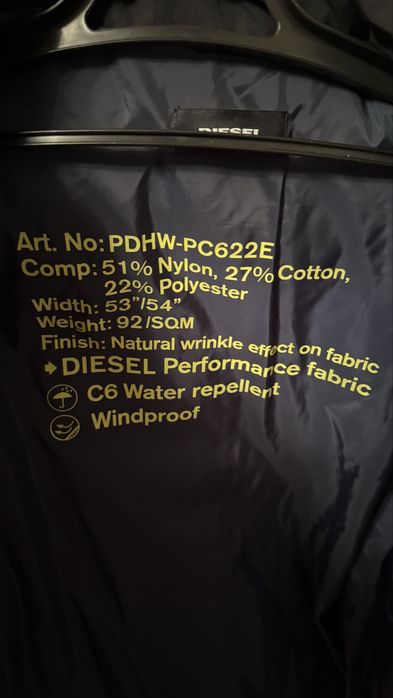 DIESEL
Art. No: PDHW-PC622E
Comp: 51% Nylon, 27% Cotton,
22% Polyester
Width: 53"/54"
Weight: 92/SQM
Finish: Natural wrinkle effect on fabric
➧ DIESEL Performance fabric
C6 Water repellent
Windproof